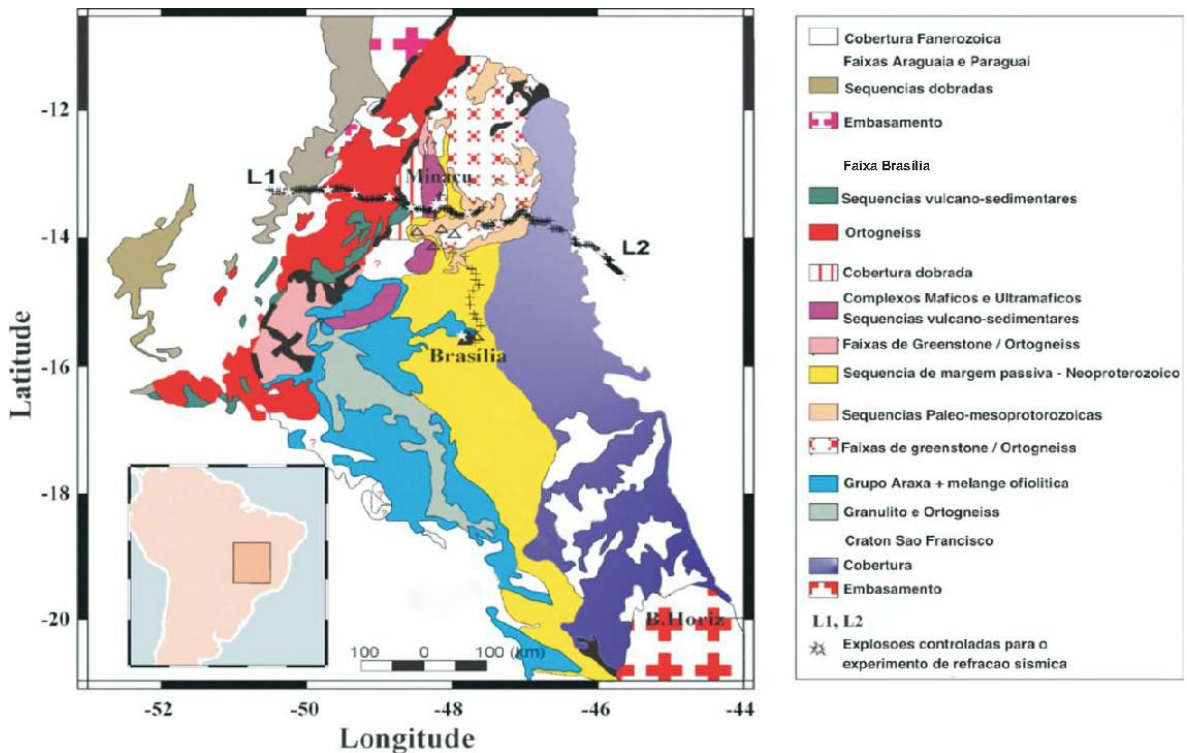 -12
-14
-16
-18
-20
Latitude
L1
Minaçu
L2
?
Brasília
?
?
?
B.Horiz
100 0 100 (km)
-52 -50 -48 -46 -44
Longitude
Cobertura Fanerozoica
Faixas Araguaia e Paraguai
Sequencias dobradas
Embasamento
Faixa Brasília
Sequencias vulcano-sedimentares
Ortogneiss
Cobertura dobrada
Complexos Maficos e Ultramaficos
Sequencias vulcano-sedimentares
Faixas de Greenstone / Ortogneiss
Sequencia de margem passiva - Neoproterozoico
Sequencias Paleo-mesoprotorozoicas
Faixas de greenstone / Ortogneiss
Grupo Araxa + melange ofiolitica
Granulito e Ortogneiss
Craton Sao Francisco
Cobertura
Embasamento
L1, L2
Explosoes controladas para o
experimento de refracao sismica